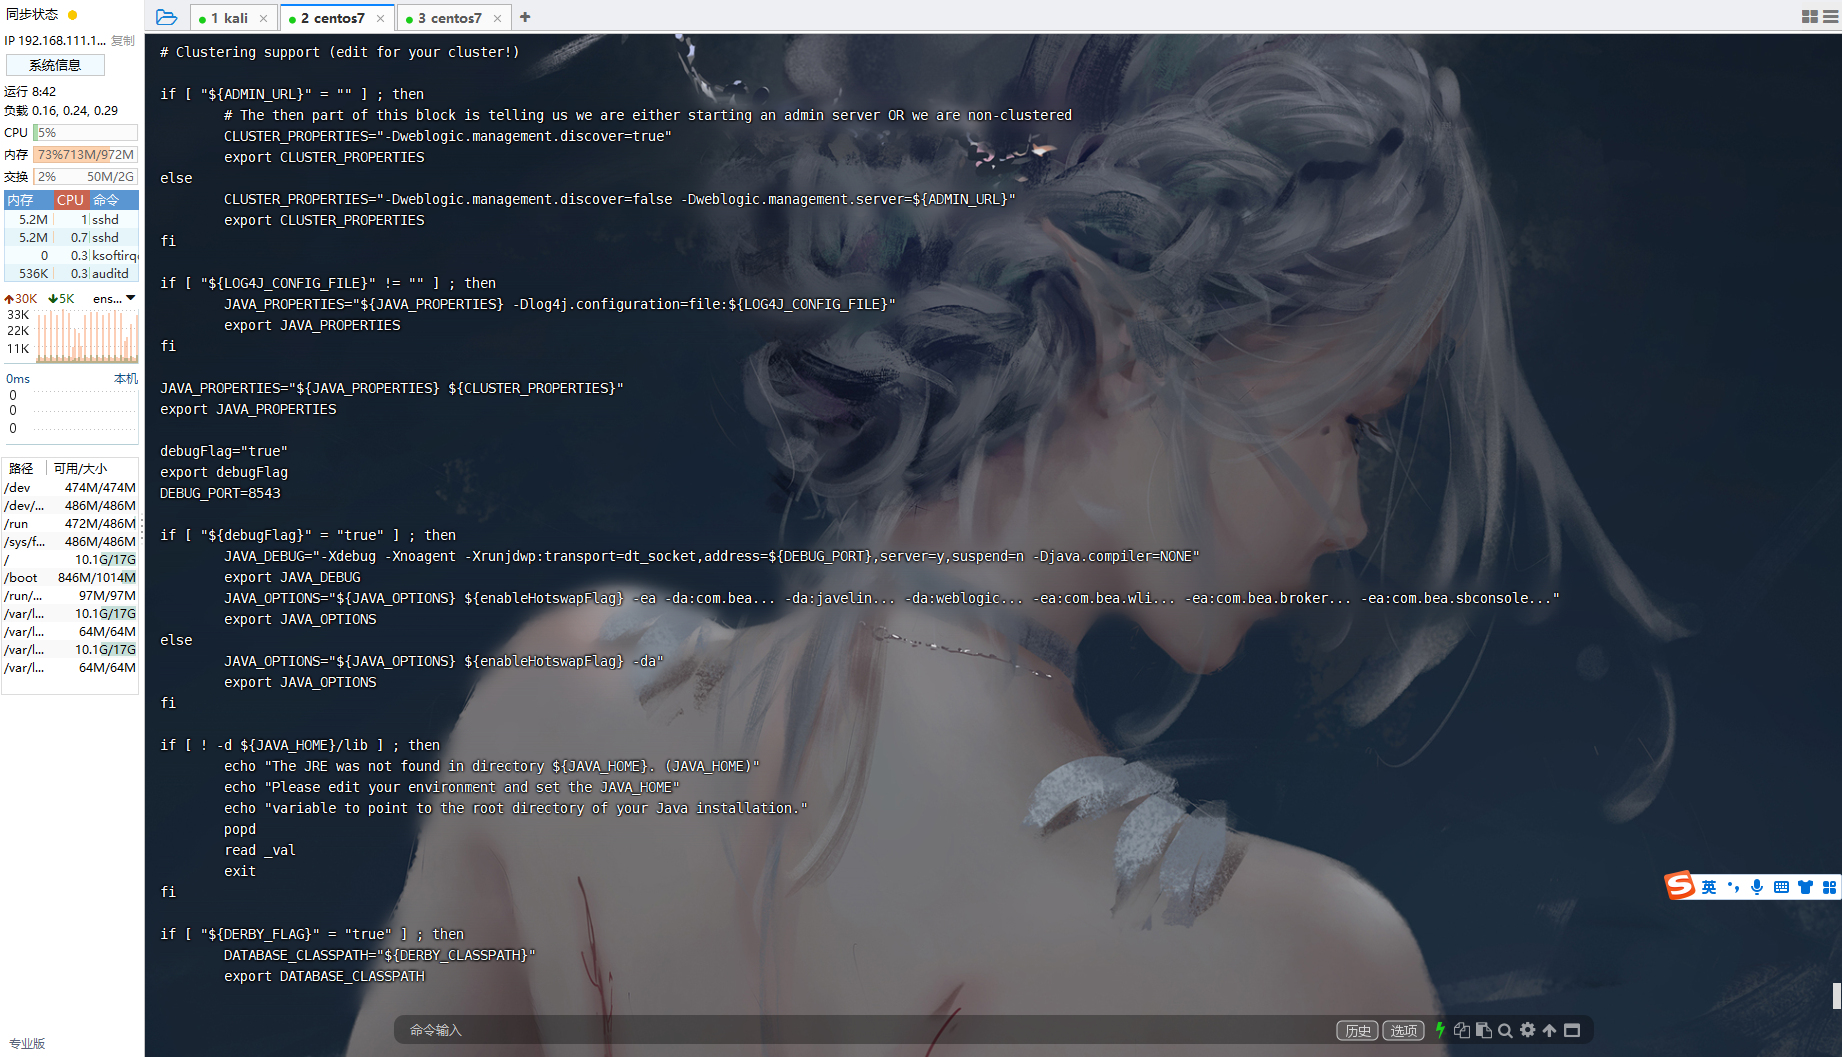 同步状态
IP 192.168.111.1... 复制
系统信息
运行 8:42
负载 0.16, 0.24, 0.29
CPU 5%
内存 73% 713M/972M
交换 2% 50M/2G
内存 CPU 命令
5.2M 1 sshd
5.2M 0.7 sshd
0 0.3 ksoftirq
536K 0.3 auditd
30K 5K ens...
33K
22K
11K
0ms 本机
0
0
0
路径 可用/大小
/dev 474M/474M
/dev/... 486M/486M
/run 472M/486M
/sys/f... 486M/486M
/ 10.1G/17G
/boot 846M/1014M
/run/... 97M/97M
/var/l... 10.1G/17G
/var/l... 64M/64M
/var/l... 10.1G/17G
/var/l... 64M/64M
专业版
1 kali
2 centos7
3 centos7
# Clustering support (edit for your cluster!)
if [ "${ADMIN_URL}" = "" ] ; then
# The then part of this block is telling us we are either starting an admin server OR we are non-clustered
CLUSTER_PROPERTIES="-Dweblogic.management.discover=true"
export CLUSTER_PROPERTIES
else
CLUSTER_PROPERTIES="-Dweblogic.management.discover=false -Dweblogic.management.server=${ADMIN_URL}"
export CLUSTER_PROPERTIES
fi
if [ "${LOG4J_CONFIG_FILE}" != "" ] ; then
JAVA_PROPERTIES="${JAVA_PROPERTIES} -Dlog4j.configuration=file:${LOG4J_CONFIG_FILE}"
export JAVA_PROPERTIES
fi
JAVA_PROPERTIES="${JAVA_PROPERTIES} ${CLUSTER_PROPERTIES}"
export JAVA_PROPERTIES
debugFlag="true"
export debugFlag
DEBUG_PORT=8543
if [ "${debugFlag}" = "true" ] ; then
JAVA_DEBUG="-Xdebug -Xnoagent -Xrunjdwp:transport=dt_socket,address=${DEBUG_PORT},server=y,suspend=n -Djava.compiler=NONE"
export JAVA_DEBUG
JAVA_OPTIONS="${JAVA_OPTIONS} ${enableHotswapFlag} -ea -da:com.bea... -da:javelin... -da:weblogic... -ea:com.bea.wli... -ea:com.bea.broker... -ea:com.bea.sbconsole..."
export JAVA_OPTIONS
else
JAVA_OPTIONS="${JAVA_OPTIONS} ${enableHotswapFlag} -da"
export JAVA_OPTIONS
fi
if [ ! -d ${JAVA_HOME}/lib ] ; then
echo "The JRE was not found in directory ${JAVA_HOME}. (JAVA_HOME)"
echo "Please edit your environment and set the JAVA_HOME"
echo "variable to point to the root directory of your Java installation."
popd
read _val
exit
fi
if [ "${DERBY_FLAG}" = "true" ] ; then
DATABASE_CLASSPATH="${DERBY_CLASSPATH}"
export DATABASE_CLASSPATH
英
命令输入 历史 选项